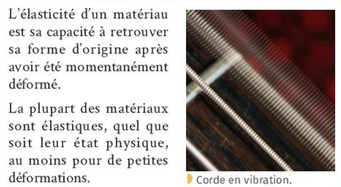 L'élasticité d'un matériau
est sa capacité à retrouver
sa forme d'origine après
avoir été momentanément
déformé.
La plupart des matériaux
sont élastiques, quel que
soit leur état physique,
au moins pour de petites
déformations.
Corde en vibration.